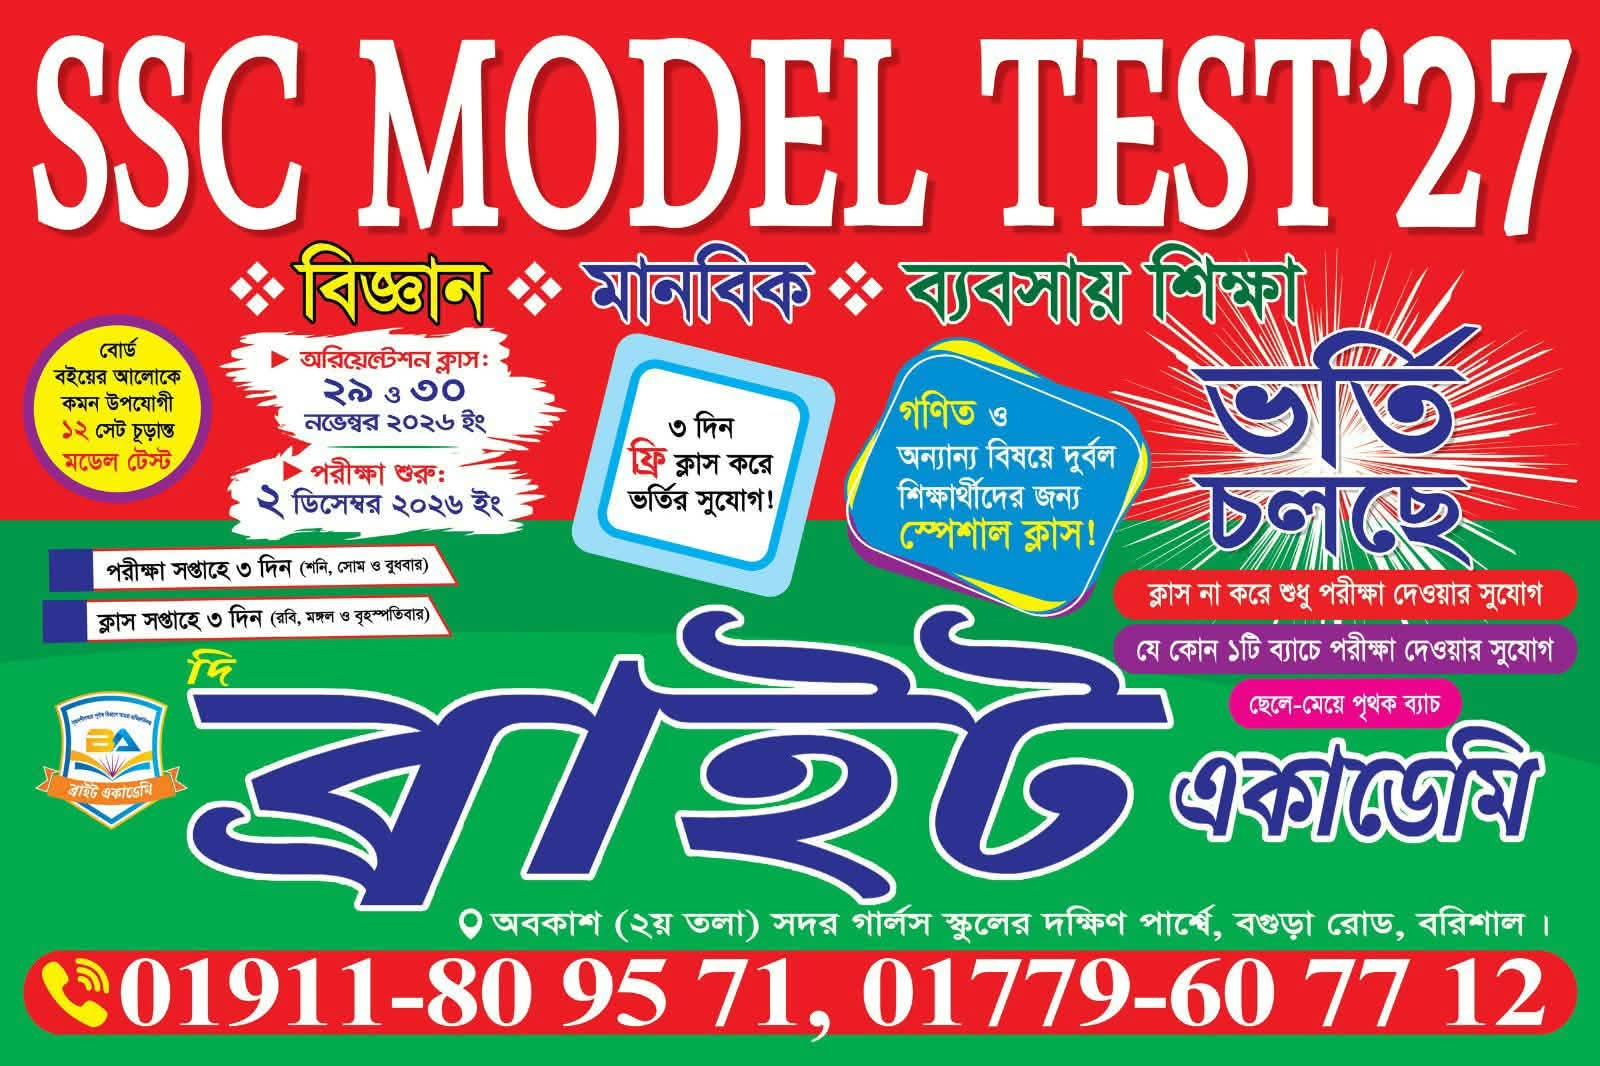 SSC MODEL TEST'27
❖ বিজ্ঞান ❖ মানবিক ❖ ব্যবসায় শিক্ষা
বোর্ড
বইয়ের আলোকে
কমন উপযোগী
১২ সেট চূড়ান্ত
মডেল টেস্ট
অরিয়েন্টেশন ক্লাস:
২৯ ও ৩০
নভেম্বর ২০২৬ ইং
পরীক্ষা শুরু:
২ ডিসেম্বর ২০২৬ ইং
৩ দিন
ফ্রি ক্লাস করে
ভর্তির সুযোগ!
গণিত ও
অন্যান্য বিষয়ে দুর্বল
শিক্ষার্থীদের জন্য
স্পেশাল ক্লাস!
ভর্তি
চলছে
পরীক্ষা সপ্তাহে ৩ দিন (শনি, সোম ও বুধবার)
ক্লাস সপ্তাহে ৩ দিন (রবি, মঙ্গল ও বৃহস্পতিবার)
ক্লাস না করে শুধু পরীক্ষা দেওয়ার সুযোগ
যে কোন ১টি ব্যাচে পরীক্ষা দেওয়ার সুযোগ
ছেলে-মেয়ে পৃথক ব্যাচ
দি
ব্রাইট
একাডেমি
BA
ব্রাইট একাডেমি
অবকাশ (২য় তলা) সদর গার্লস স্কুলের দক্ষিণ পার্শ্বে, বগুড়া রোড, বরিশাল ।
01911-80 95 71, 01779-60 77 12